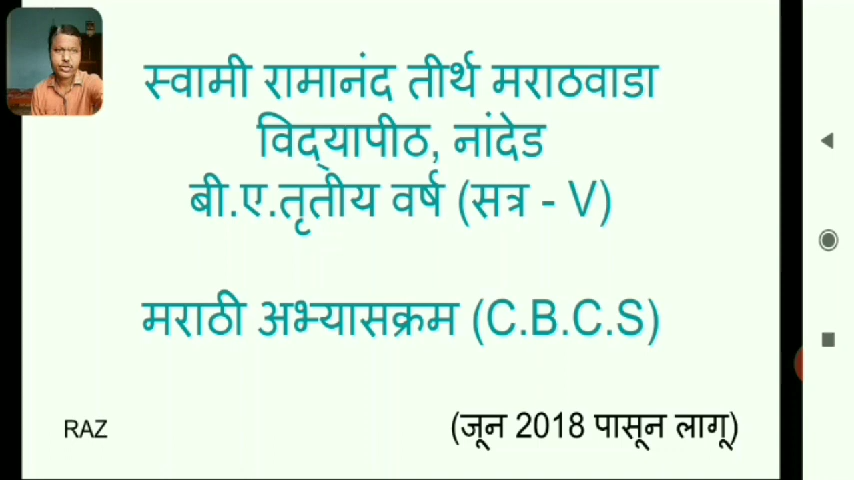 स्वामी रामानंद तीर्थ मराठवाडा
विद्‌यापीठ, नांदेड
बी.ए.तृतीय वर्ष (सत्र - V)
मराठी अभ्यासक्रम (C.B.C.S)
RAZ
(जून 2018 पासून लागू)